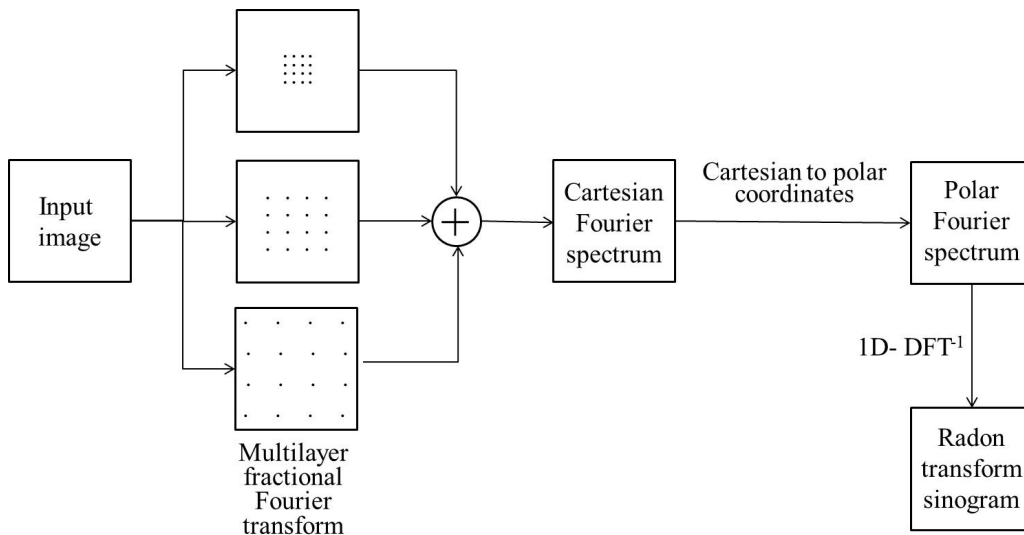 Input
image
Multilayer
fractional
Fourier
transform
+
Cartesian
Fourier
spectrum
Cartesian to polar
coordinates
Polar
Fourier
spectrum
1D- DFT⁻¹
Radon
transform
sinogram